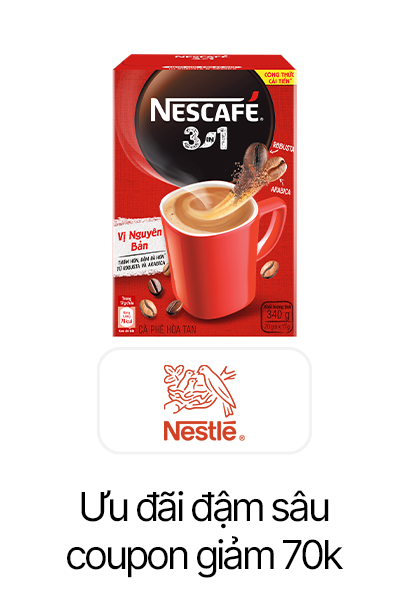 CÔNG THỨC
CẢI TIẾN
NESCAFÉ®
3in1
ROBUSTA
ARABICA
Vị Nguyên
Bản
THƠM HƠN, ĐẬM ĐÀ HƠN
TỪ ROBUSTA VÀ ARABICA
340 g
CÀ PHÊ HÒA TAN
Nestlé®
Ưu đãi đậm sâu
coupon giảm 70k